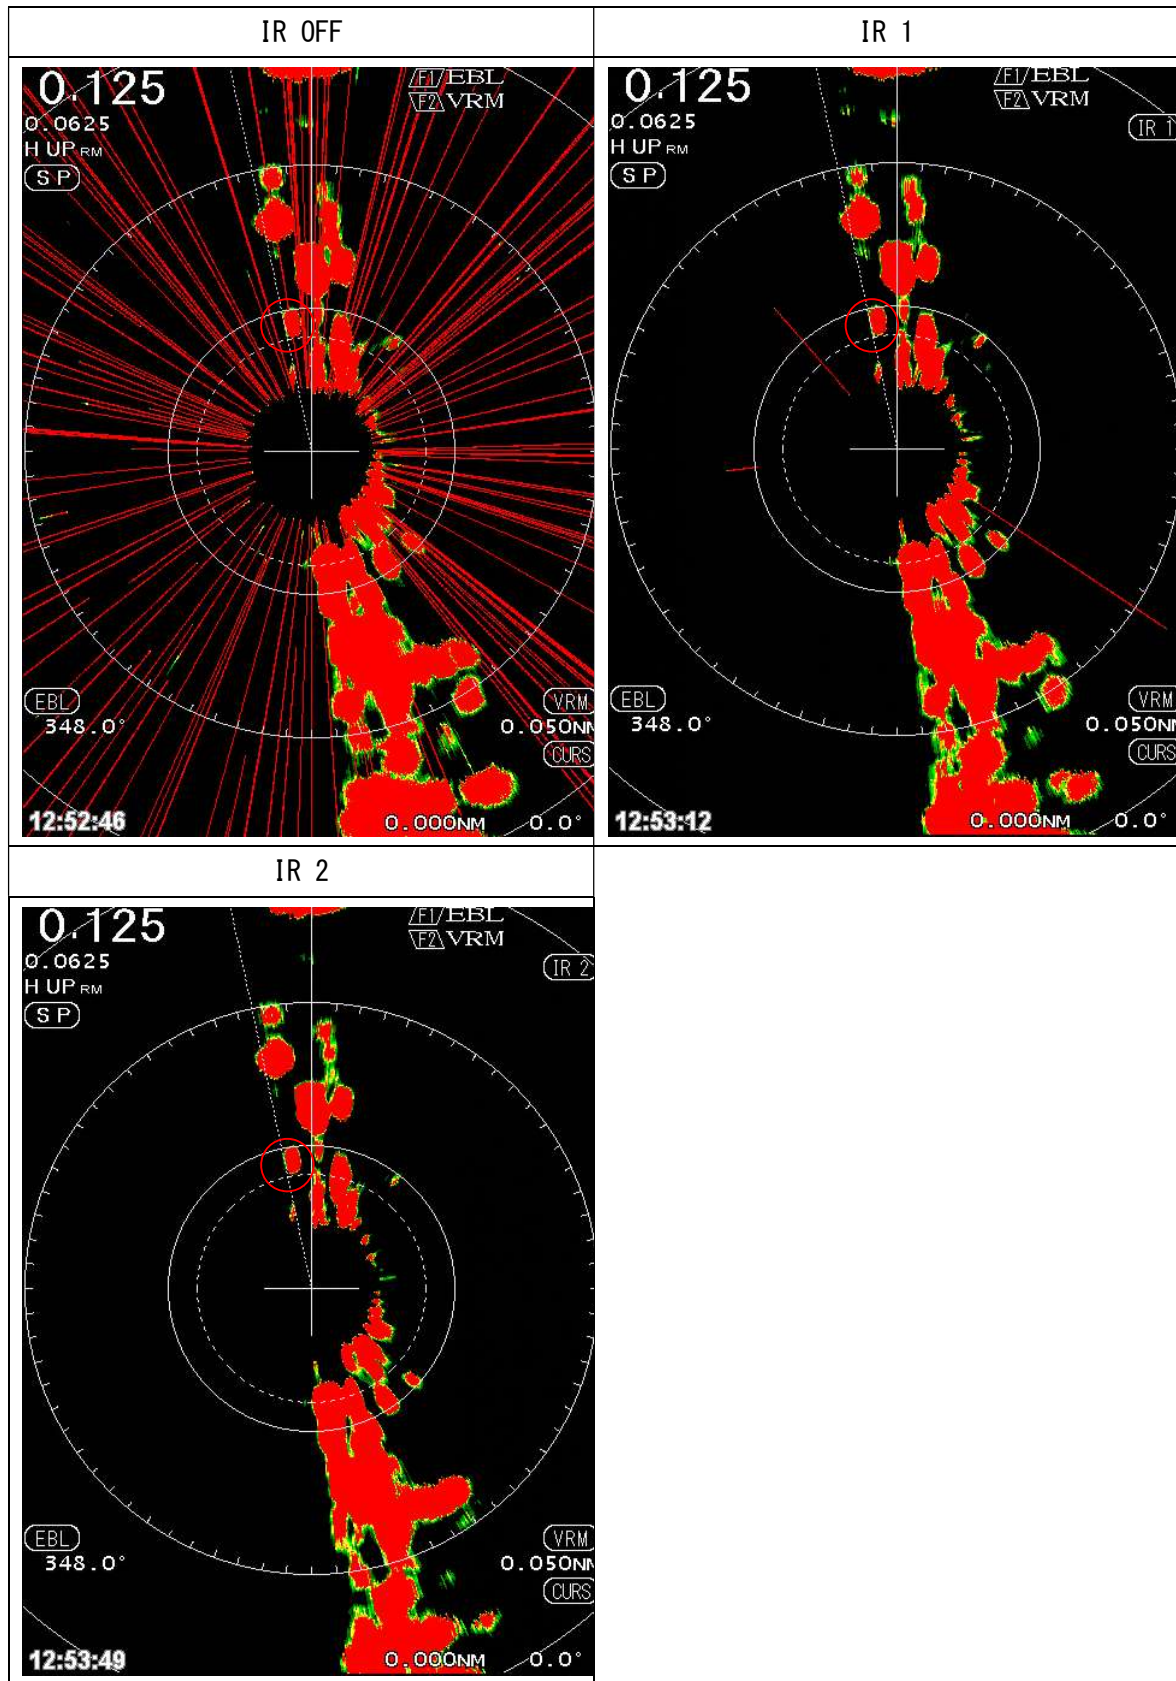 IR OFF
IR 1
0.125
F1 EBL
F2 VRM
0.0625
H UP RM
S P
EBL
348.0°
VRM
0.050NM
CURS
12:52:46
0.000NM 0.0°
0.125
F1 EBL
F2 VRM
0.0625
IR 1
H UP RM
S P
EBL
348.0°
VRM
0.050NM
CURS
12:53:12
0.000NM 0.0°
IR 2
0.125
F1 EBL
F2 VRM
0.0625
IR 2
H UP RM
S P
EBL
348.0°
VRM
0.050NM
CURS
12:53:49
0.000NM 0.0°